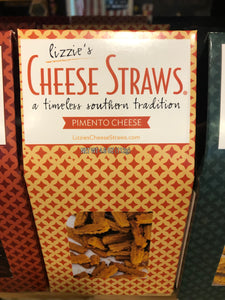 lizzie's
CHEESE STRAWS®
a timeless southern tradition
PIMENTO CHEESE
LizziesCheeseStraws.com